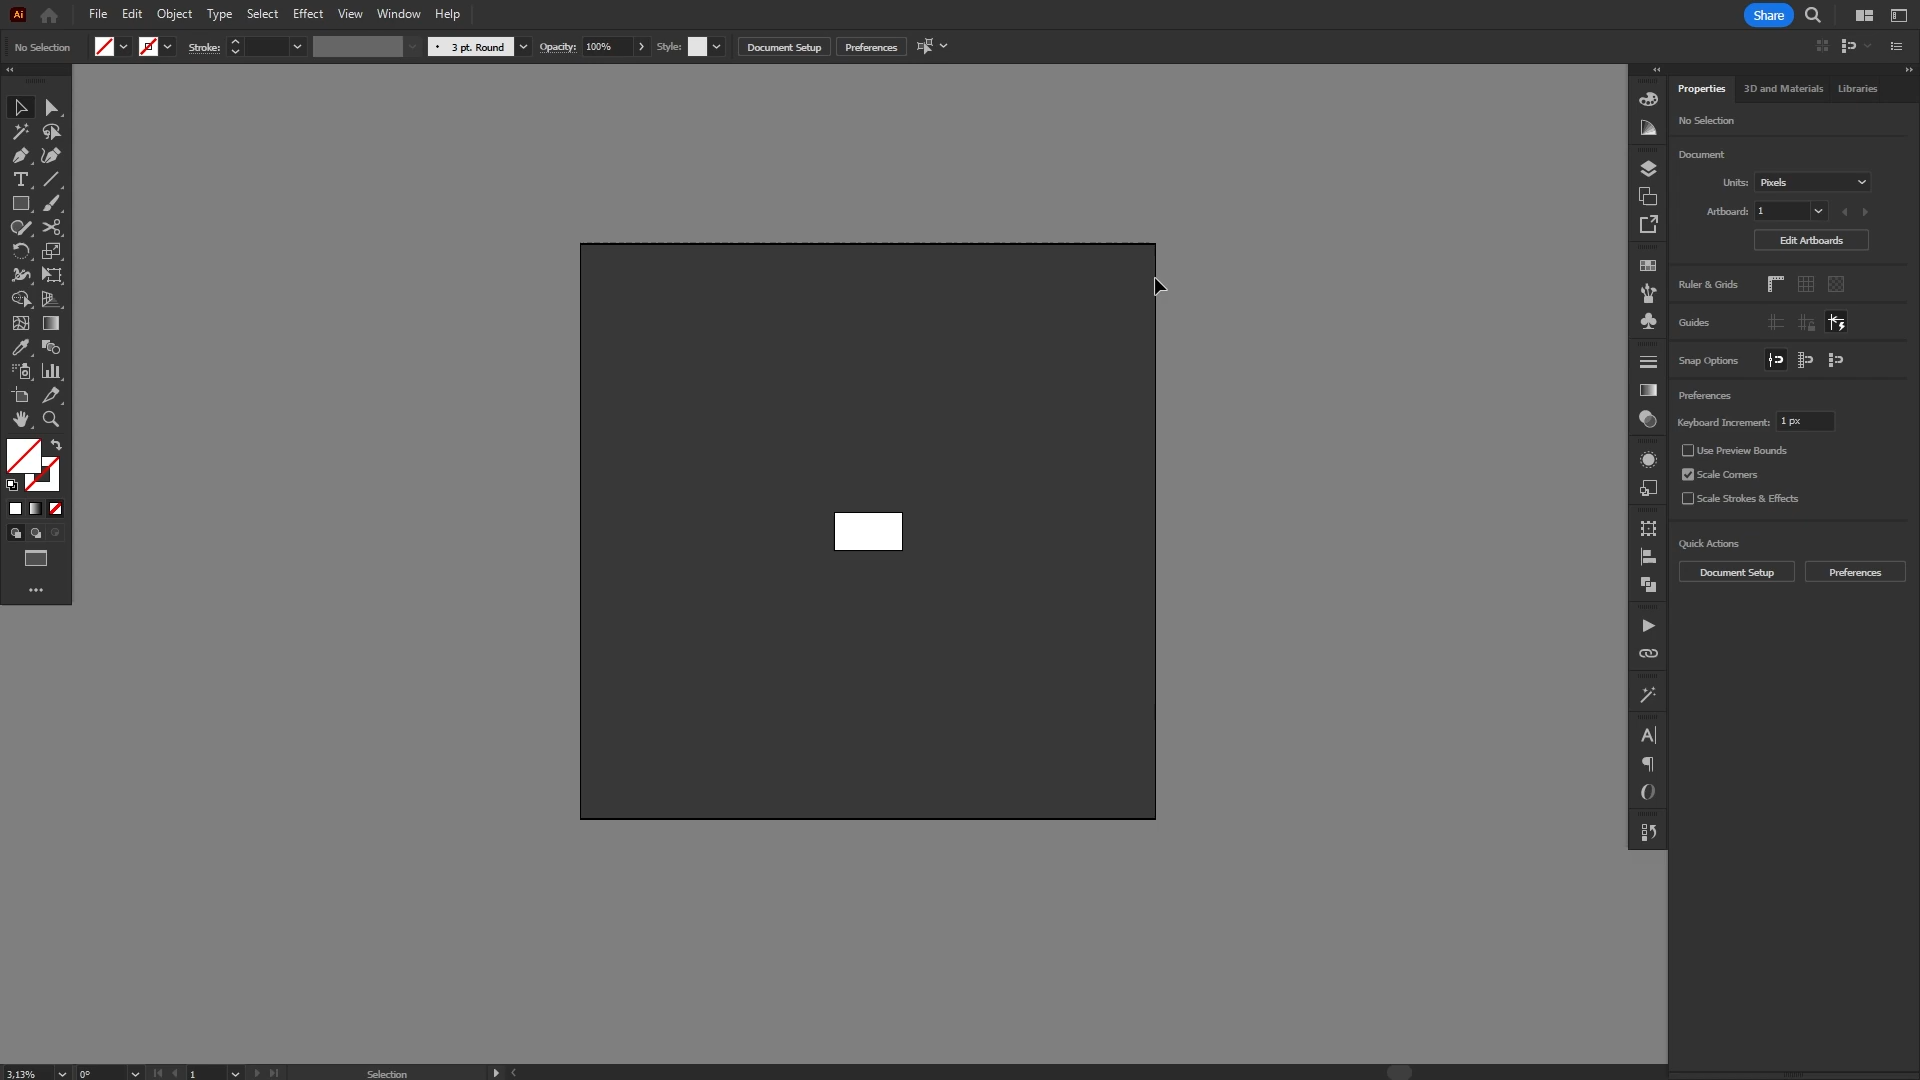 Ai File Edit Object Type Select Effect View Window Help Share
No Selection Stroke: 3 pt. Round Opacity: 100% Style: Document Setup Preferences
Properties 3D and Materials Libraries
No Selection
Document
Units: Pixels
Artboard: 1
Edit Artboards
Ruler & Grids
Guides
Snap Options
Preferences
Keyboard Increment: 1 px
Use Preview Bounds
Scale Corners
Scale Strokes & Effects
Quick Actions
Document Setup Preferences
3,13% 0° 1 Selection